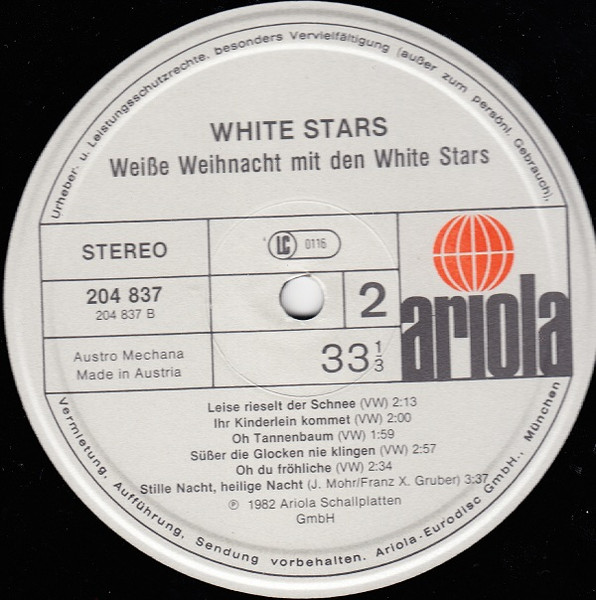 Urheber- u. Leistungsschutzrechte, besonders Vervielfältigung (außer zum persönl. Gebrauch),
WHITE STARS
Weiße Weihnacht mit den White Stars
STEREO
LC 0116
204 837
204 837 B
2
ariola
Austro Mechana
Made in Austria
33 1/3
Leise rieselt der Schnee (VW) 2:13
Ihr Kinderlein kommet (VW) 2:00
Oh Tannenbaum (VW) 1:59
Süßer die Glocken nie klingen (VW) 2:57
Oh du fröhliche (VW) 2:34
Stille Nacht, heilige Nacht (J. Mohr/Franz X. Gruber) 3:37
℗ 1982 Ariola Schallplatten
GmbH
Vermietung, Aufführung, Sendung vorbehalten. Ariola-Eurodisc GmbH., München